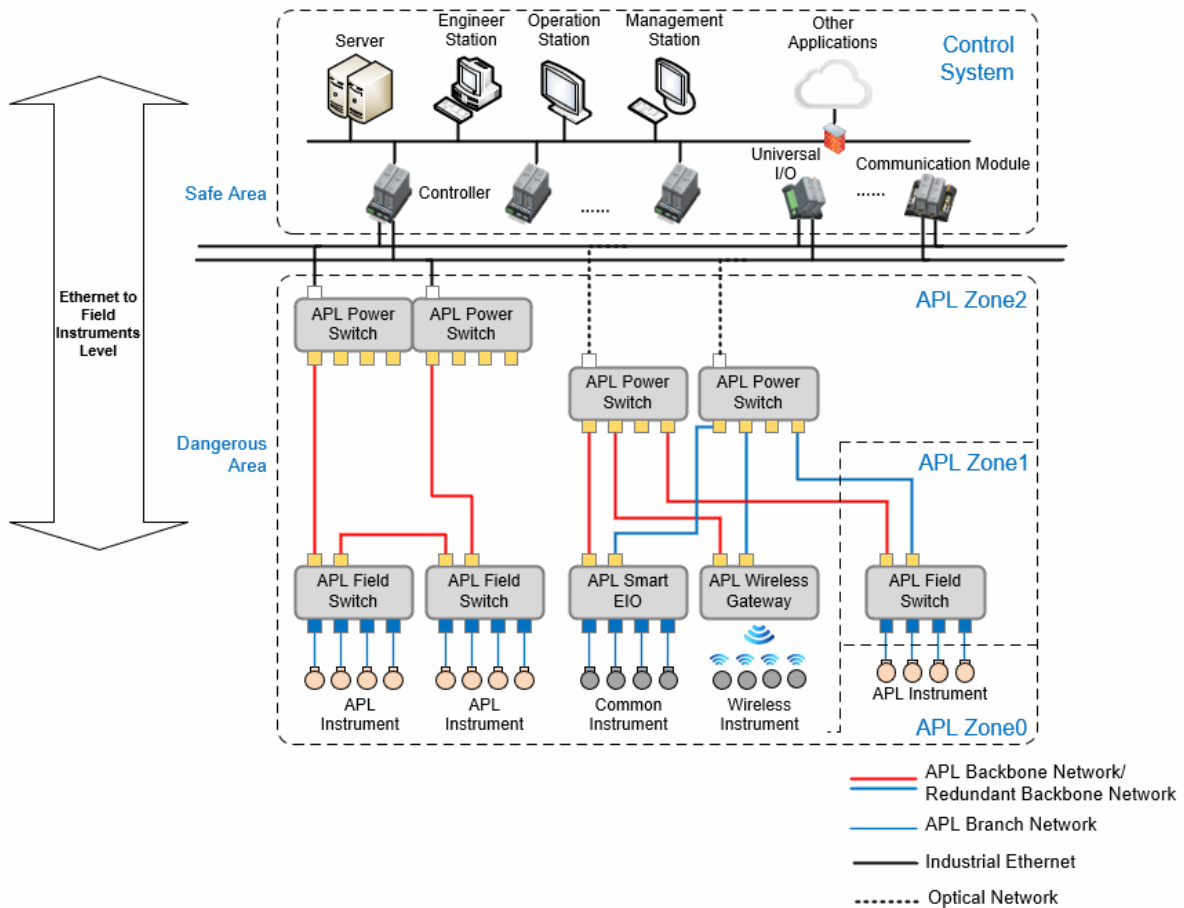 Server
Engineer
Station
Operation
Station
Management
Station
Other
Applications
Control
System
Safe Area
Controller
......
Universal
I/O
......
Communication Module
Ethernet to
Field
Instruments
Level
Dangerous
Area
APL Zone2
APL Power
Switch
APL Power
Switch
APL Power
Switch
APL Power
Switch
APL Zone1
APL Field
Switch
APL Field
Switch
APL Smart
EIO
APL Wireless
Gateway
APL Field
Switch
APL
Instrument
APL
Instrument
Common
Instrument
Wireless
Instrument
APL Instrument
APL Zone0
APL Backbone Network/
Redundant Backbone Network
APL Branch Network
Industrial Ethernet
Optical Network